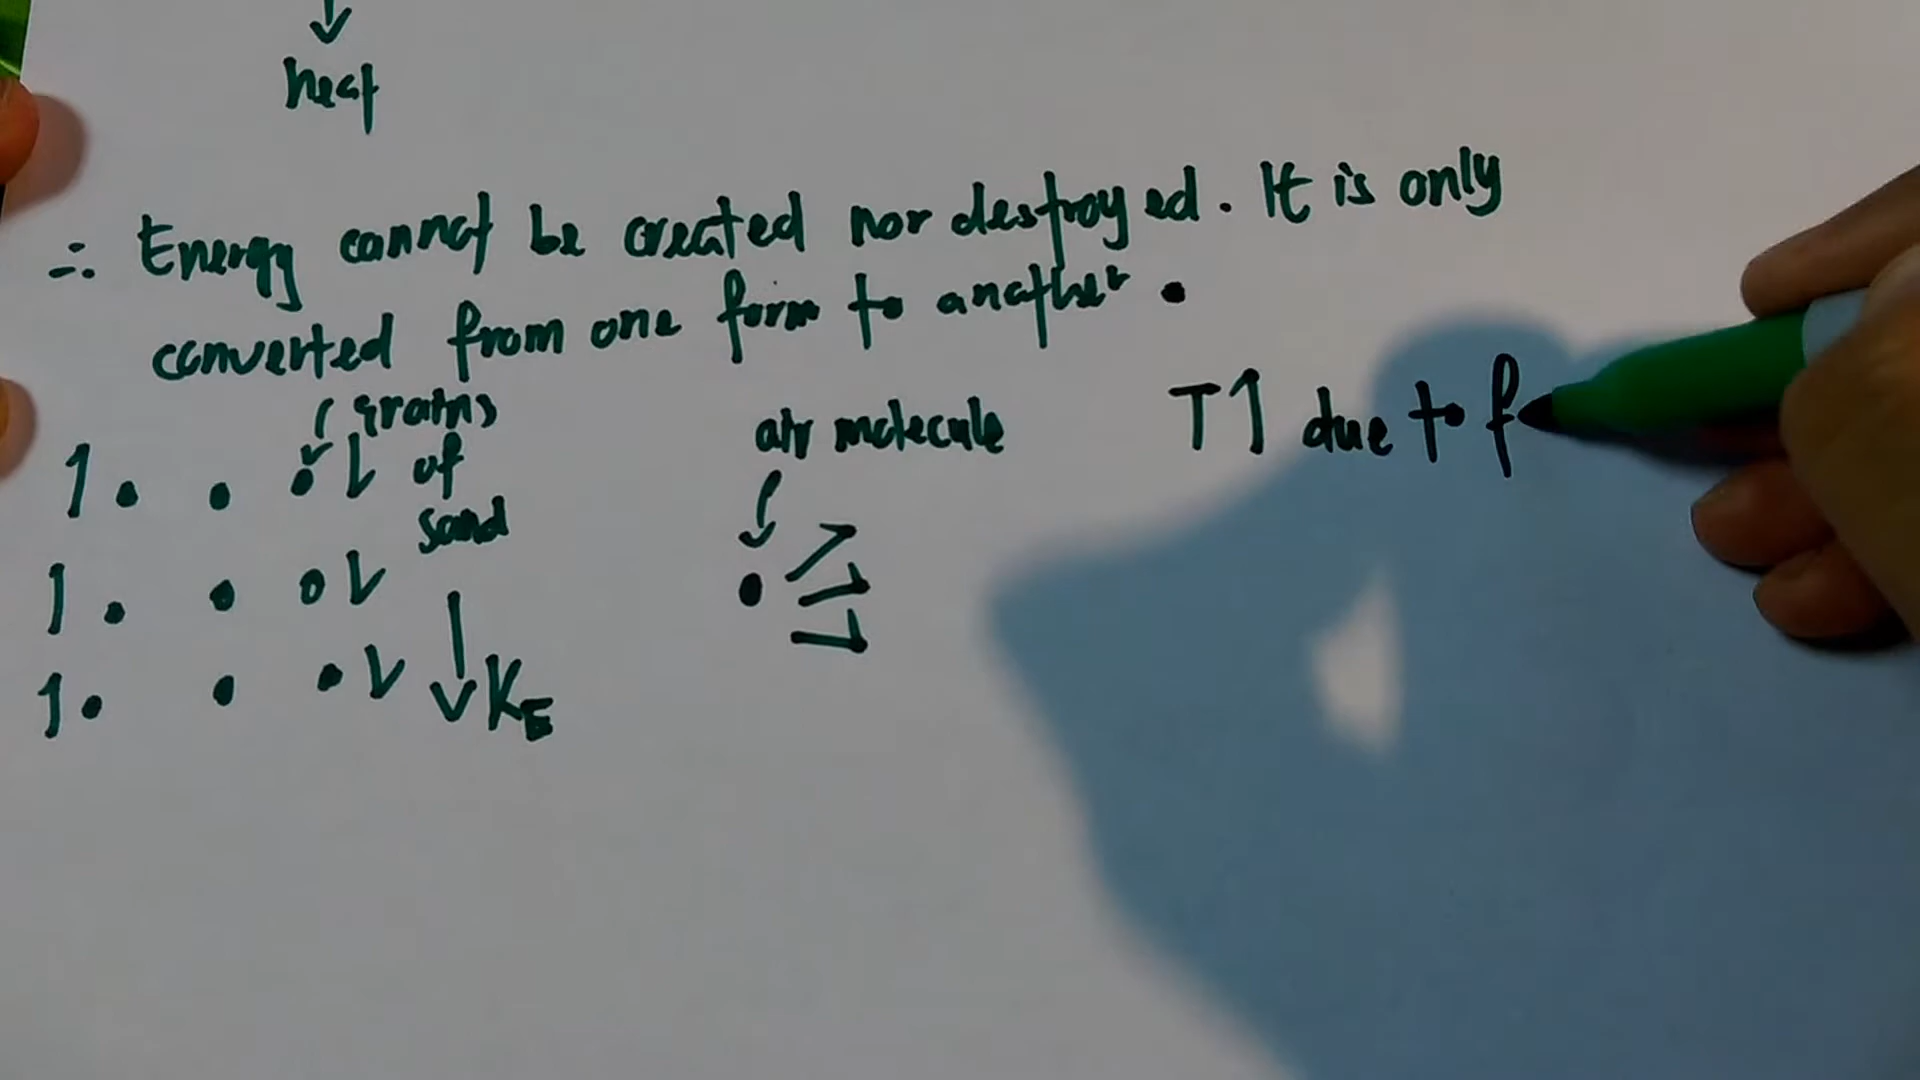 heat
∴ Energy cannot be created nor destroyed. It is only
converted from one form to another.
grains
of
sand
KE
air molecule
T↑ due to f